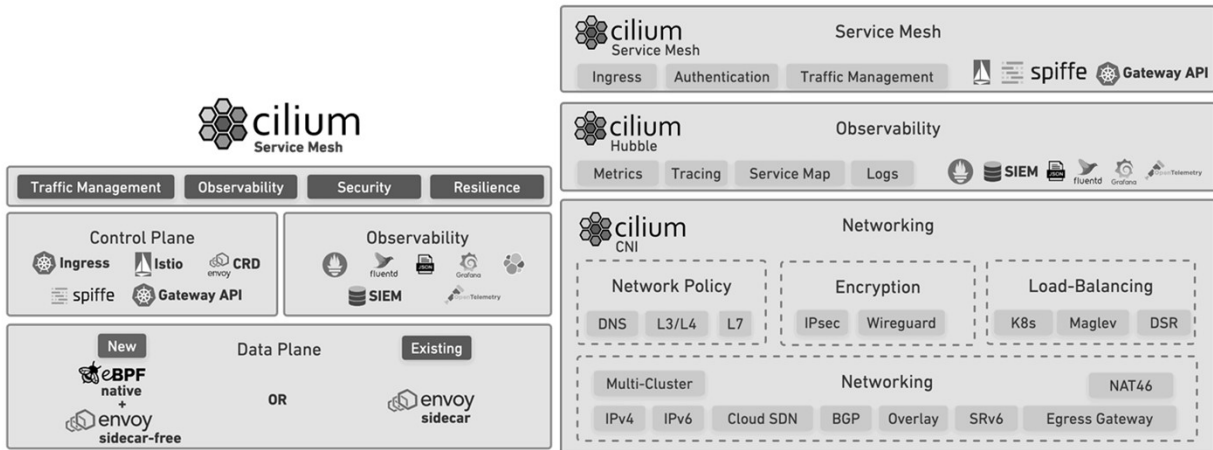 cilium
Service Mesh
Traffic Management Observability Security Resilience
Control Plane
Ingress Istio envoy CRD
spiffe Gateway API
Observability
fluentd JSON Grafana
SIEM OpenTelemetry
New Data Plane Existing
eBPF
native
+
envoy
sidecar-free
OR
envoy
sidecar
cilium
Service Mesh
Service Mesh
Ingress Authentication Traffic Management
spiffe Gateway API
cilium
Hubble
Observability
Metrics Tracing Service Map Logs
SIEM JSON fluentd Grafana OpenTelemetry
cilium
CNI
Networking
Network Policy
DNS L3/L4 L7
Encryption
IPsec Wireguard
Load-Balancing
K8s Maglev DSR
Multi-Cluster Networking NAT46
IPv4 IPv6 Cloud SDN BGP Overlay SRv6 Egress Gateway